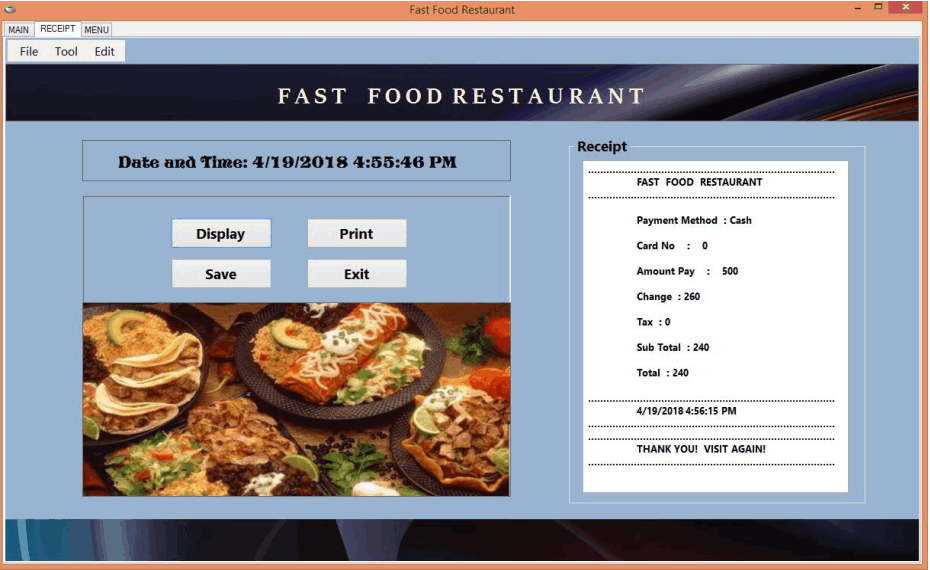 Fast Food Restaurant
MAIN RECEIPT MENU
File Tool Edit
FAST FOOD RESTAURANT
Date and Time: 4/19/2018 4:55:46 PM
Display Print
Save Exit
Receipt
FAST FOOD RESTAURANT
Payment Method : Cash
Card No : 0
Amount Pay : 500
Change : 260
Tax : 0
Sub Total : 240
Total : 240
4/19/2018 4:56:15 PM
THANK YOU! VISIT AGAIN!